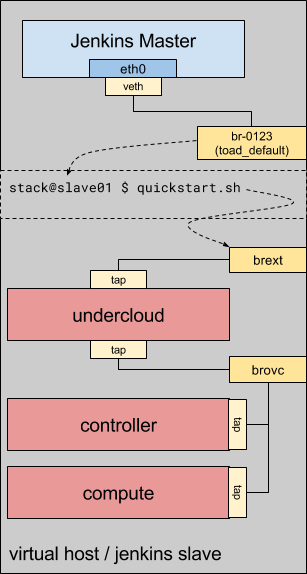 Jenkins Master
eth0
veth
br-0123
(toad_default)
stack@slave01 $ quickstart.sh
brext
tap
undercloud
tap
brovc
controller
tap
compute
tap
virtual host / jenkins slave